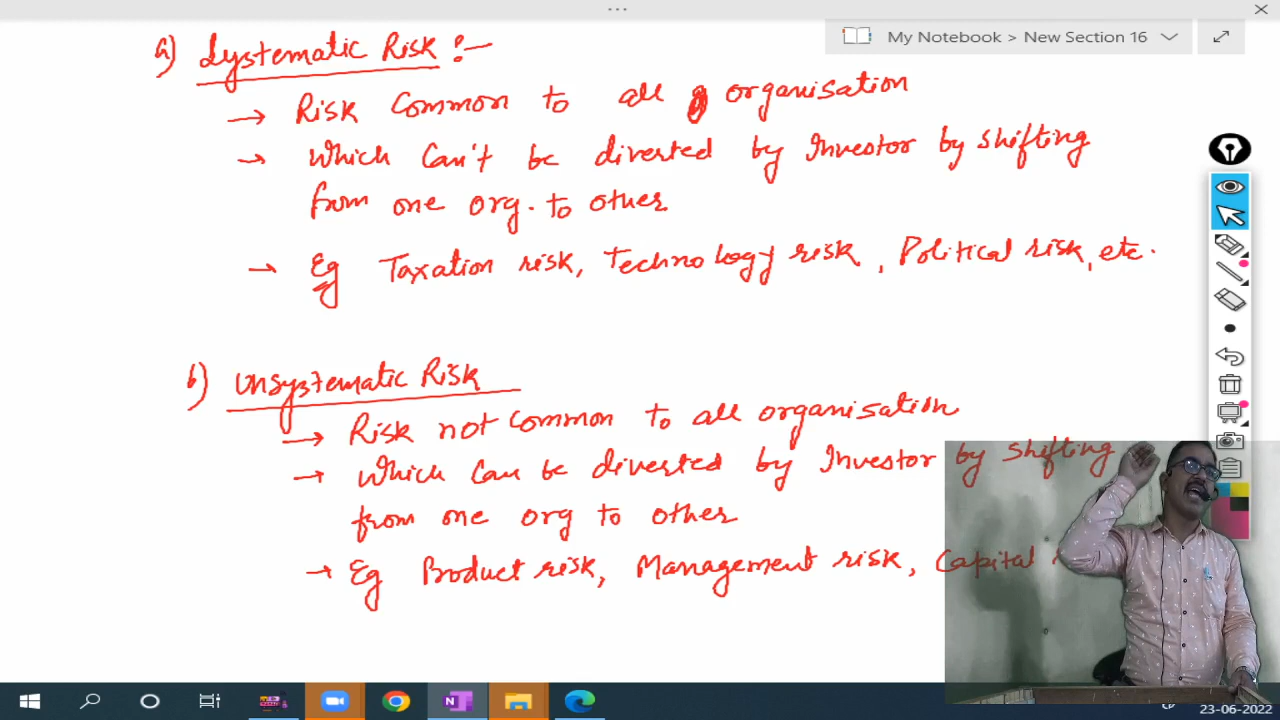 My Notebook > New Section 16
a) Systematic Risk :-
→ Risk Common to all organisation
→ Which Can't be diverted by Investor by Shifting
from one org. to other
→ Eg Taxation risk, Technology risk, Political risk, etc.
b) Unsystematic Risk
→ Risk not Common to all organisation
→ Which Can be diverted by Investor by Shifting
from one org to other
→ Eg Product risk, Management risk, Capital
23-06-2022